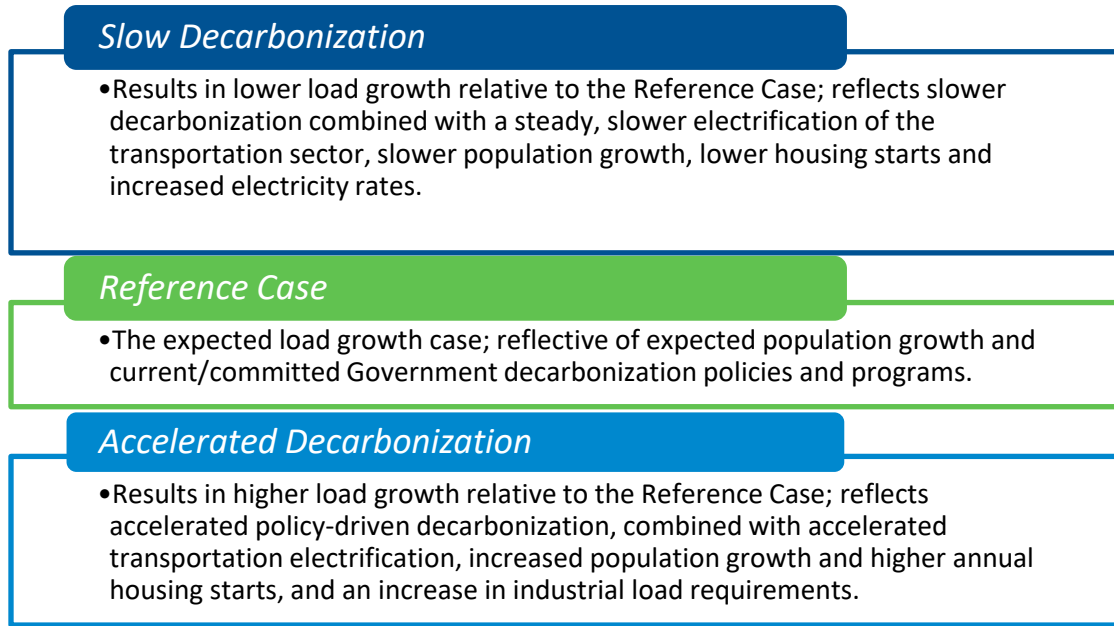 Slow Decarbonization
•Results in lower load growth relative to the Reference Case; reflects slower
decarbonization combined with a steady, slower electrification of the
transportation sector, slower population growth, lower housing starts and
increased electricity rates.
Reference Case
•The expected load growth case; reflective of expected population growth and
current/committed Government decarbonization policies and programs.
Accelerated Decarbonization
•Results in higher load growth relative to the Reference Case; reflects
accelerated policy-driven decarbonization, combined with accelerated
transportation electrification, increased population growth and higher annual
housing starts, and an increase in industrial load requirements.